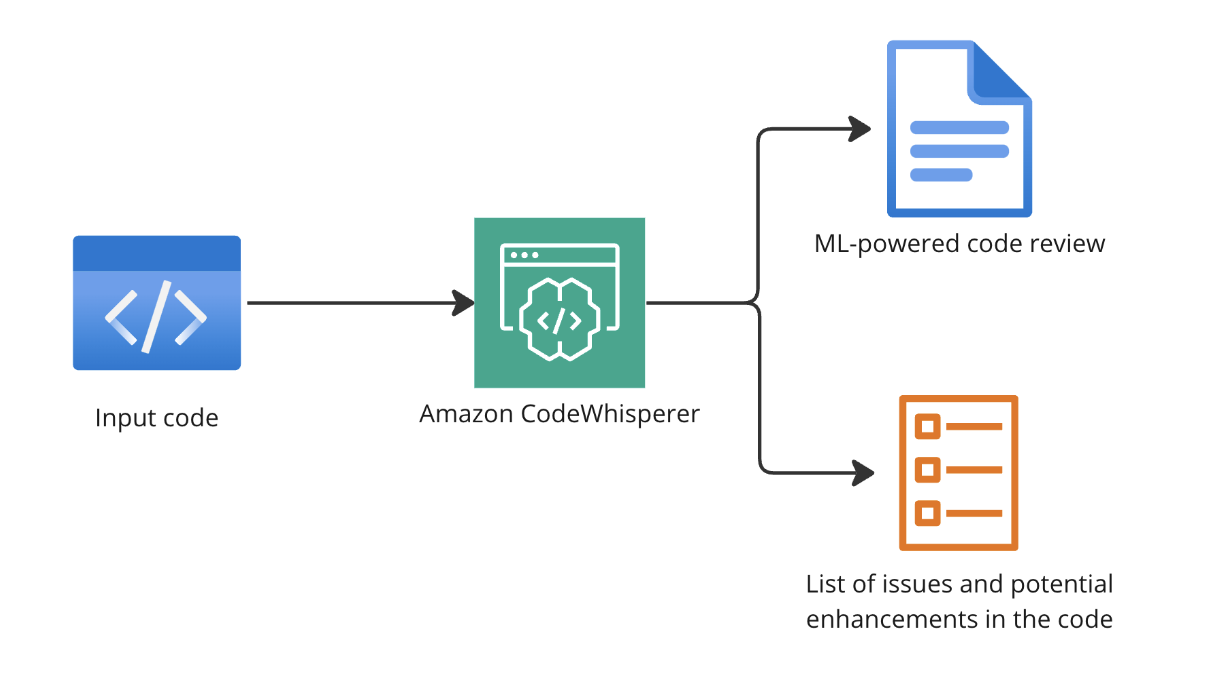 ML-powered code review
Input code
Amazon CodeWhisperer
List of issues and potential
enhancements in the code